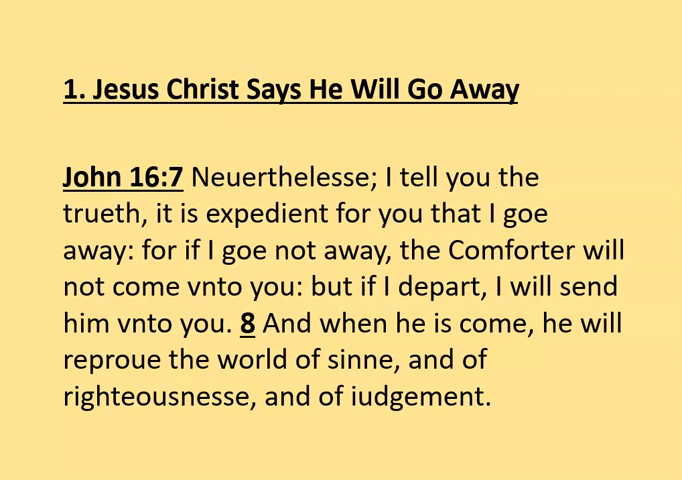 1. Jesus Christ Says He Will Go Away
John 16:7 Neuerthelesse; I tell you the
trueth, it is expedient for you that I goe
away: for if I goe not away, the Comforter will
not come vnto you: but if I depart, I will send
him vnto you. 8 And when he is come, he will
reproue the world of sinne, and of
righteousnesse, and of iudgement.